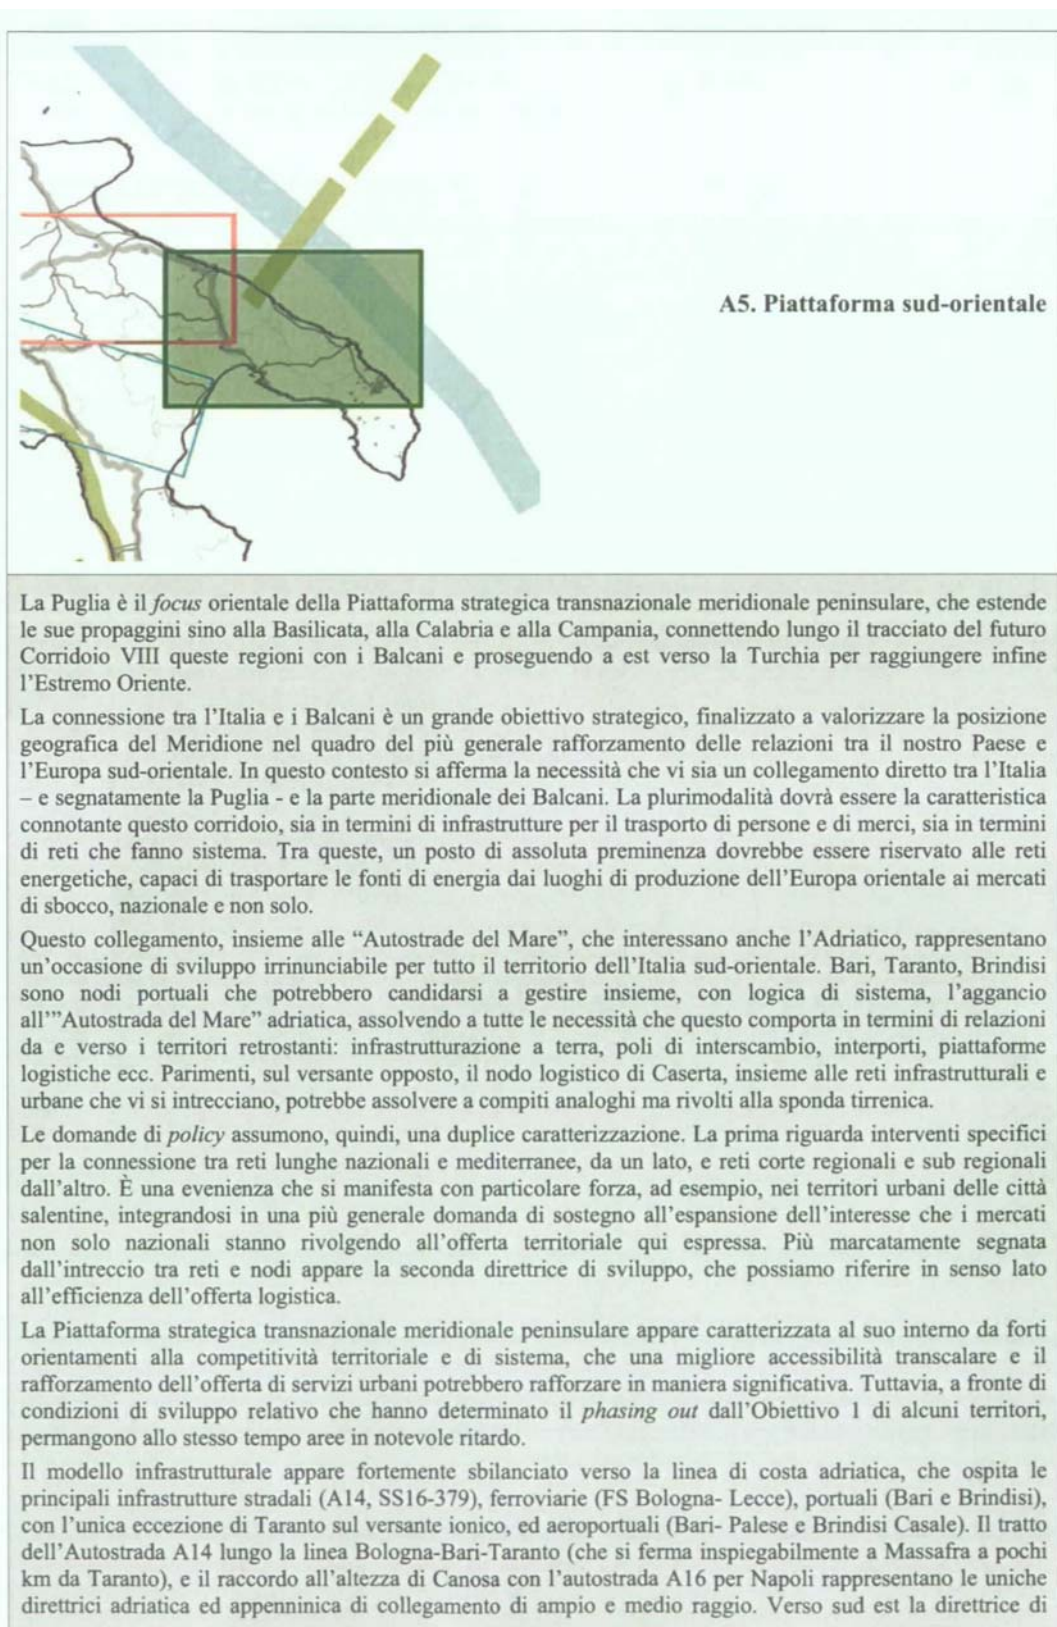 A5. Piattaforma sud-orientale
La Puglia è il focus orientale della Piattaforma strategica transnazionale meridionale peninsulare, che estende
le sue propaggini sino alla Basilicata, alla Calabria e alla Campania, connettendo lungo il tracciato del futuro
Corridoio VIII queste regioni con i Balcani e proseguendo a est verso la Turchia per raggiungere infine
l'Estremo Oriente.
La connessione tra l'Italia e i Balcani è un grande obiettivo strategico, finalizzato a valorizzare la posizione
geografica del Meridione nel quadro del più generale rafforzamento delle relazioni tra il nostro Paese e
l'Europa sud-orientale. In questo contesto si afferma la necessità che vi sia un collegamento diretto tra l'Italia
– e segnatamente la Puglia - e la parte meridionale dei Balcani. La plurimodalità dovrà essere la caratteristica
connotante questo corridoio, sia in termini di infrastrutture per il trasporto di persone e di merci, sia in termini
di reti che fanno sistema. Tra queste, un posto di assoluta preminenza dovrebbe essere riservato alle reti
energetiche, capaci di trasportare le fonti di energia dai luoghi di produzione dell'Europa orientale ai mercati
di sbocco, nazionale e non solo.
Questo collegamento, insieme alle "Autostrade del Mare", che interessano anche l'Adriatico, rappresentano
un'occasione di sviluppo irrinunciabile per tutto il territorio dell'Italia sud-orientale. Bari, Taranto, Brindisi
sono nodi portuali che potrebbero candidarsi a gestire insieme, con logica di sistema, l'aggancio
all'"Autostrada del Mare" adriatica, assolvendo a tutte le necessità che questo comporta in termini di relazioni
da e verso i territori retrostanti: infrastrutturazione a terra, poli di interscambio, interporti, piattaforme
logistiche ecc. Parimenti, sul versante opposto, il nodo logistico di Caserta, insieme alle reti infrastrutturali e
urbane che vi si intrecciano, potrebbe assolvere a compiti analoghi ma rivolti alla sponda tirrenica.
Le domande di policy assumono, quindi, una duplice caratterizzazione. La prima riguarda interventi specifici
per la connessione tra reti lunghe nazionali e mediterranee, da un lato, e reti corte regionali e sub regionali
dall'altro. È una evenienza che si manifesta con particolare forza, ad esempio, nei territori urbani delle città
salentine, integrandosi in una più generale domanda di sostegno all'espansione dell'interesse che i mercati
non solo nazionali stanno rivolgendo all'offerta territoriale qui espressa. Più marcatamente segnata
dall'intreccio tra reti e nodi appare la seconda direttrice di sviluppo, che possiamo riferire in senso lato
all'efficienza dell'offerta logistica.
La Piattaforma strategica transnazionale meridionale peninsulare appare caratterizzata al suo interno da forti
orientamenti alla competitività territoriale e di sistema, che una migliore accessibilità transcalare e il
rafforzamento dell'offerta di servizi urbani potrebbero rafforzare in maniera significativa. Tuttavia, a fronte di
condizioni di sviluppo relativo che hanno determinato il phasing out dall'Obiettivo 1 di alcuni territori,
permangono allo stesso tempo aree in notevole ritardo.
Il modello infrastrutturale appare fortemente sbilanciato verso la linea di costa adriatica, che ospita le
principali infrastrutture stradali (A14, SS16-379), ferroviarie (FS Bologna- Lecce), portuali (Bari e Brindisi),
con l'unica eccezione di Taranto sul versante ionico, ed aeroportuali (Bari- Palese e Brindisi Casale). Il tratto
dell'Autostrada A14 lungo la linea Bologna-Bari-Taranto (che si ferma inspiegabilmente a Massafra a pochi
km da Taranto), e il raccordo all'altezza di Canosa con l'autostrada A16 per Napoli rappresentano le uniche
direttrici adriatica ed appenninica di collegamento di ampio e medio raggio. Verso sud est la direttrice di